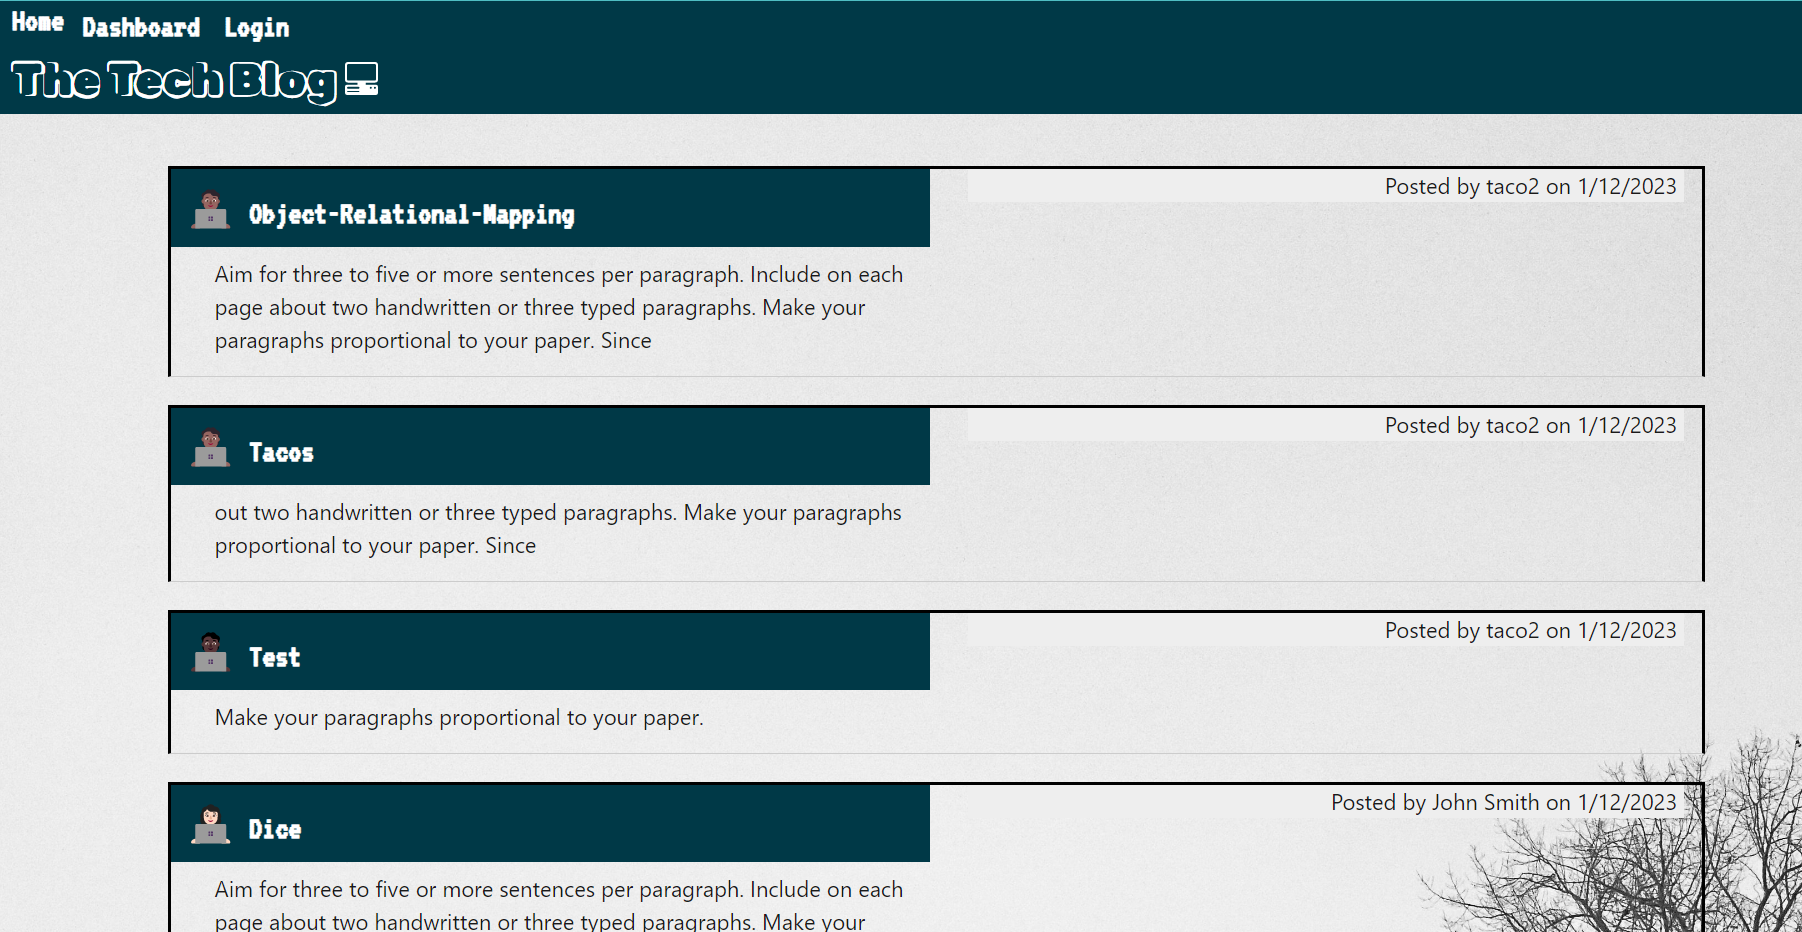 Home Dashboard Login
The Tech Blog
Object-Relational-Mapping
Posted by taco2 on 1/12/2023
Aim for three to five or more sentences per paragraph. Include on each
page about two handwritten or three typed paragraphs. Make your
paragraphs proportional to your paper. Since
Tacos
Posted by taco2 on 1/12/2023
out two handwritten or three typed paragraphs. Make your paragraphs
proportional to your paper. Since
Test
Posted by taco2 on 1/12/2023
Make your paragraphs proportional to your paper.
Dice
Posted by John Smith on 1/12/2023
Aim for three to five or more sentences per paragraph. Include on each
page about two handwritten or three typed paragraphs. Make your